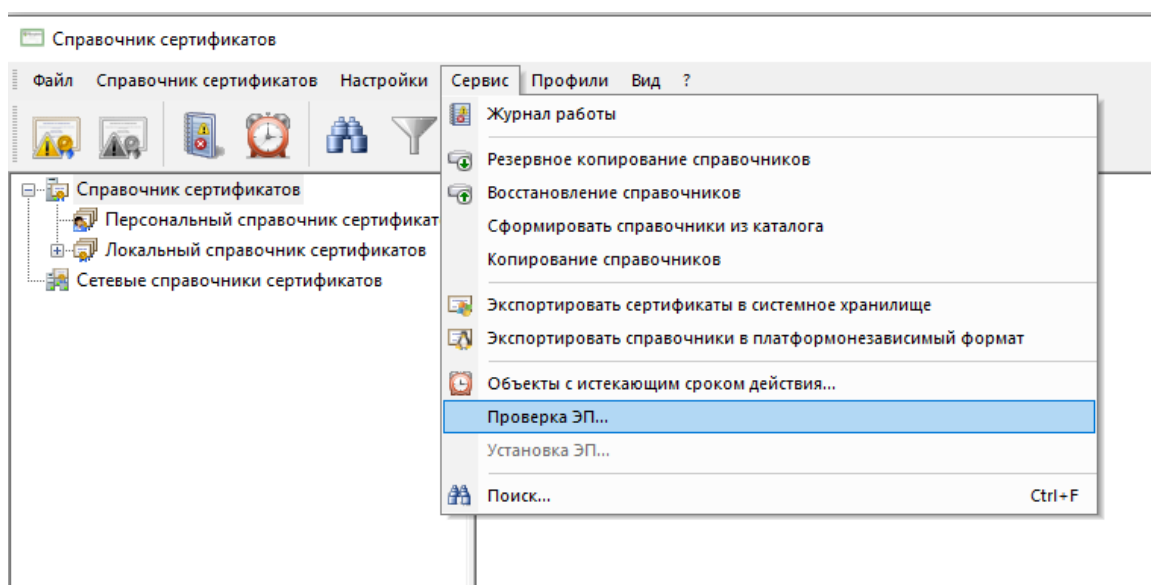 Справочник сертификатов
Файл Справочник сертификатов Настройки Сервис Профили Вид ?
Журнал работы
Резервное копирование справочников
Восстановление справочников
Сформировать справочники из каталога
Копирование справочников
Экспортировать сертификаты в системное хранилище
Экспортировать справочники в платформонезависимый формат
Объекты с истекающим сроком действия...
Проверка ЭП...
Установка ЭП...
Поиск... Ctrl+F
Справочник сертификатов
Персональный справочник сертификат
Локальный справочник сертификатов
Сетевые справочники сертификатов